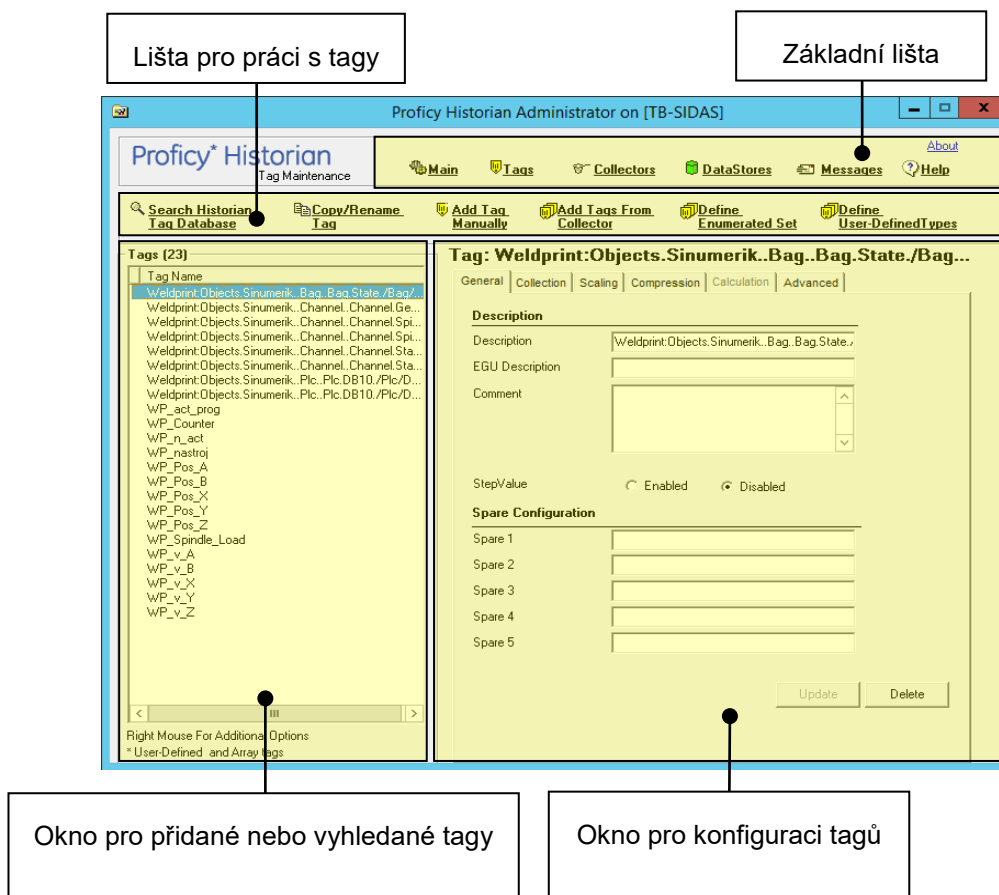 Lišta pro práci s tagy
Základní lišta
Proficy Historian Administrator on [TB-SIDAS]
Proficy* Historian
Tag Maintenance
About
Main Tags Collectors DataStores Messages Help
Search Historian Tag Database
Copy/Rename Tag
Add Tag Manually
Add Tags From Collector
Define Enumerated Set
Define User-DefinedTypes
Tags (23)
Tag Name
Weldprint:Objects.Sinumerik..Bag..Bag.State./Bag/...
Weldprint:Objects.Sinumerik..Channel..Channel.Ge...
Weldprint:Objects.Sinumerik..Channel..Channel.Spi...
Weldprint:Objects.Sinumerik..Channel..Channel.Spi...
Weldprint:Objects.Sinumerik..Channel..Channel.Sta...
Weldprint:Objects.Sinumerik..Channel..Channel.Sta...
Weldprint:Objects.Sinumerik..Plc..Plc.DB10./Plc/D...
Weldprint:Objects.Sinumerik..Plc..Plc.DB10./Plc/D...
WP_act_prog
WP_Counter
WP_n_act
WP_nastroj
WP_Pos_A
WP_Pos_B
WP_Pos_X
WP_Pos_Y
WP_Pos_Z
WP_Spindle_Load
WP_v_A
WP_v_B
WP_v_X
WP_v_Y
WP_v_Z
Right Mouse For Additional Options
* User-Defined and Array tags
Tag: Weldprint:Objects.Sinumerik..Bag..Bag.State./Bag...
General Collection Scaling Compression Calculation Advanced
Description
Description Weldprint:Objects.Sinumerik..Bag..Bag.State./
EGU Description
Comment
StepValue Enabled Disabled
Spare Configuration
Spare 1
Spare 2
Spare 3
Spare 4
Spare 5
Update Delete
Okno pro přidané nebo vyhledané tagy
Okno pro konfiguraci tagů